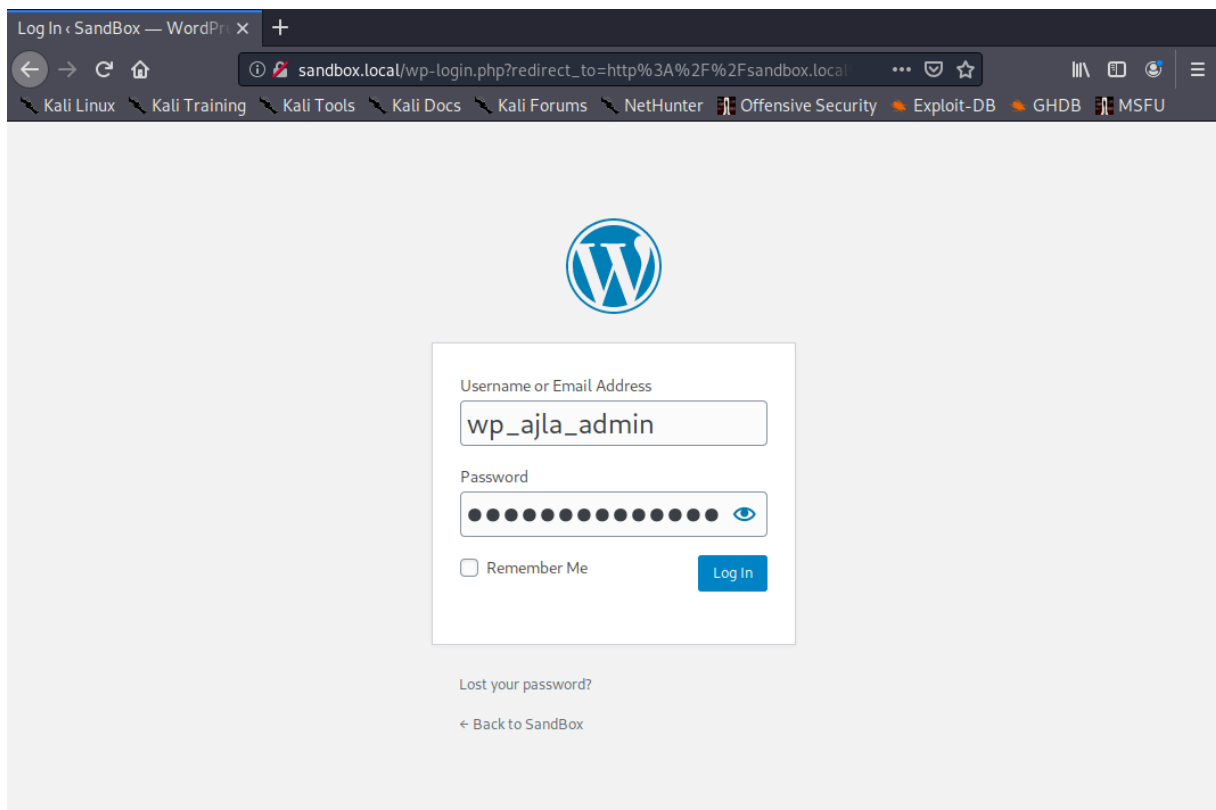 Log In ‹ SandBox — WordPr
sandbox.local/wp-login.php?redirect_to=http%3A%2F%2Fsandbox.local
Kali Linux Kali Training Kali Tools Kali Docs Kali Forums NetHunter Offensive Security Exploit-DB GHDB MSFU
Username or Email Address
wp_ajla_admin
Password
Remember Me
Log In
Lost your password?
← Back to SandBox